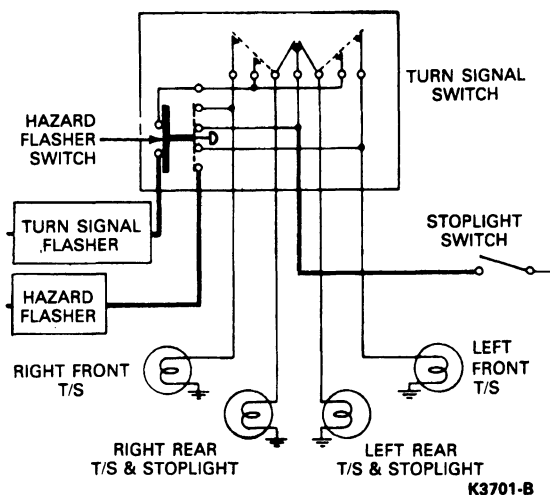 TURN SIGNAL
SWITCH
HAZARD
FLASHER
SWITCH
TURN SIGNAL
FLASHER
STOPLIGHT
SWITCH
HAZARD
FLASHER
RIGHT FRONT
T/S
LEFT
FRONT
T/S
RIGHT REAR
T/S & STOPLIGHT
LEFT REAR
T/S & STOPLIGHT
K3701-B